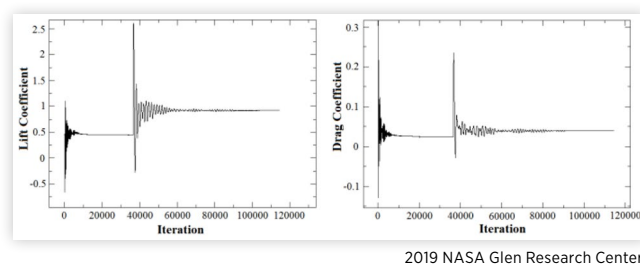 2.5
2
1.5
1
0.5
0
-0.5
Lift Coefficient
0 20000 40000 60000 80000 100000 120000
Iteration
0.3
0.2
0.1
0
-0.1
Drag Coefficient
0 20000 40000 60000 80000 100000 120000
Iteration
2019 NASA Glen Research Center